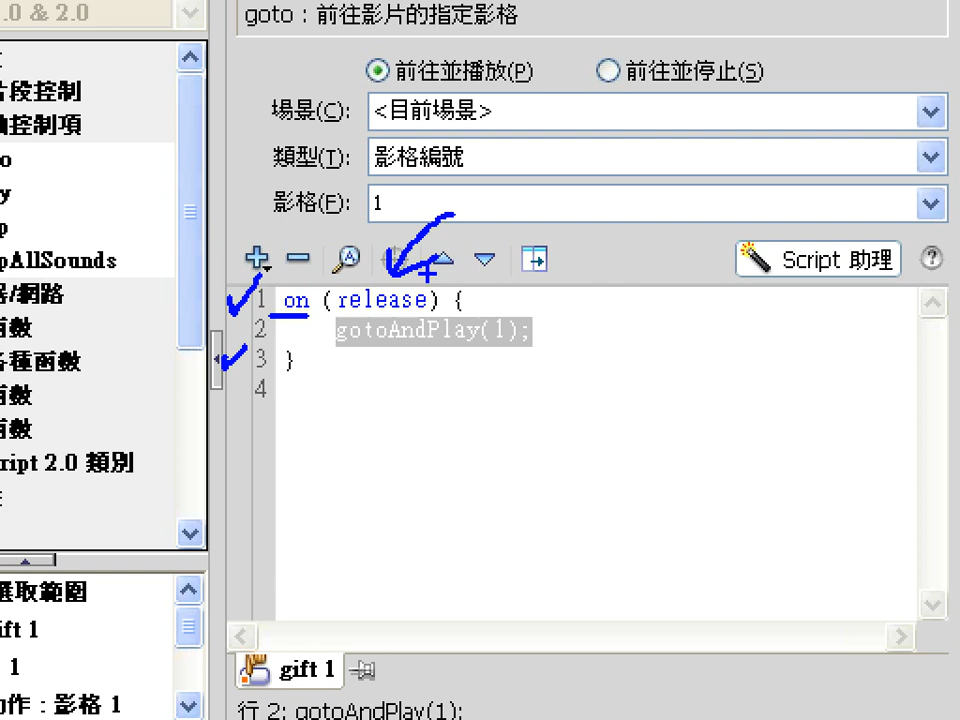 .0 & 2.0
goto : 前往影片的指定影格
前往並播放(P)
前往並停止(S)
場景(C):
<目前場景>
類型(T):
影格編號
影格(F):
1
片段控制
軸控制項
o
y
p
pAllSounds
器/網路
函數
各種函數
函數
函數
ript 2.0 類別
Script 助理
?
1 on (release) {
2 gotoAndPlay(1);
3 }
4
選取範圍
ift 1
1
動作 : 影格 1
gift 1
行 2: gotoAndPlay(1);